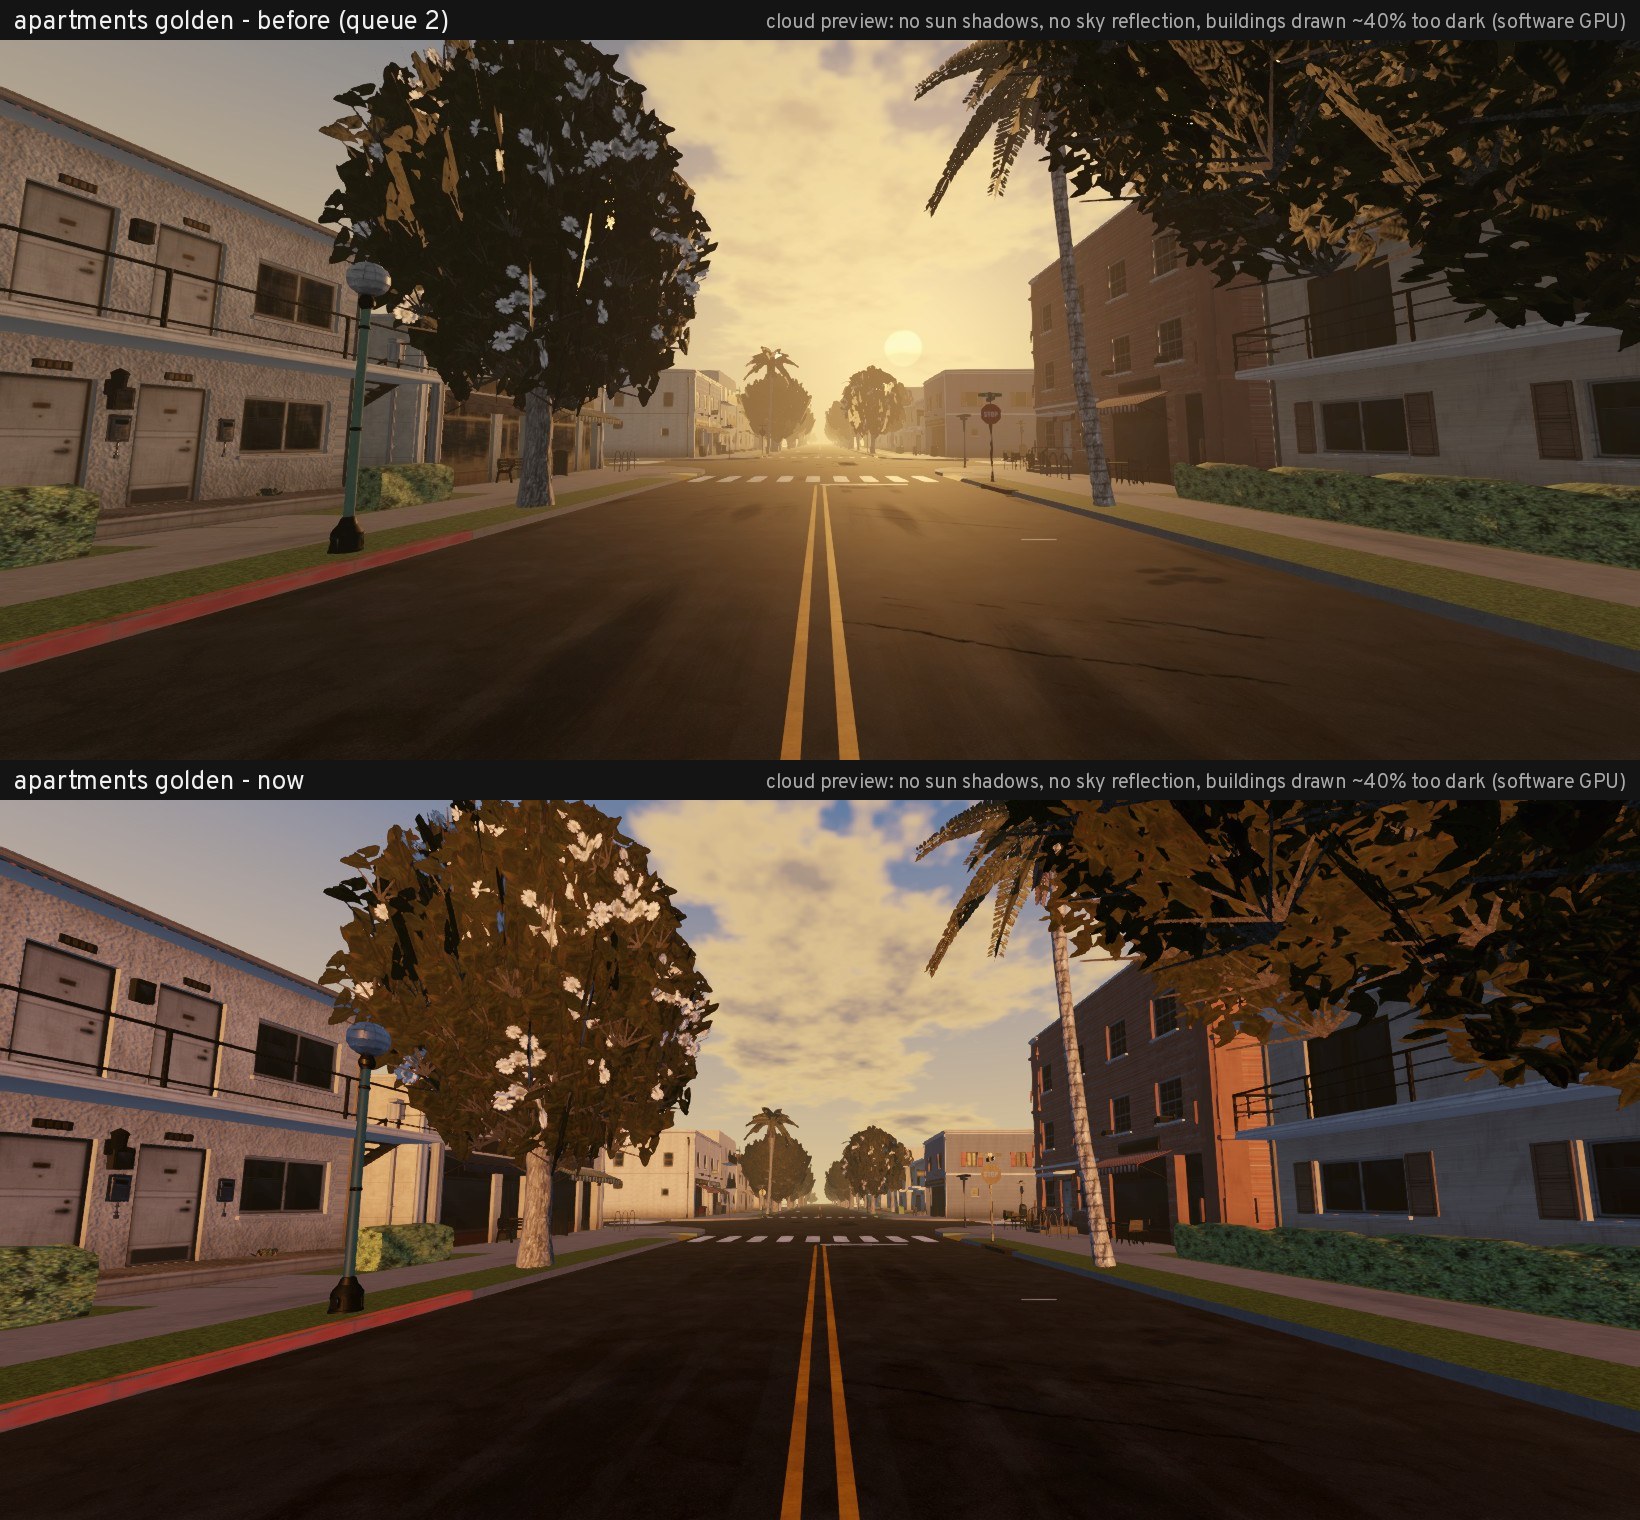 apartments golden - before (queue 2)
cloud preview: no sun shadows, no sky reflection, buildings drawn ~40% too dark (software GPU)
STOP
apartments golden - now
cloud preview: no sun shadows, no sky reflection, buildings drawn ~40% too dark (software GPU)